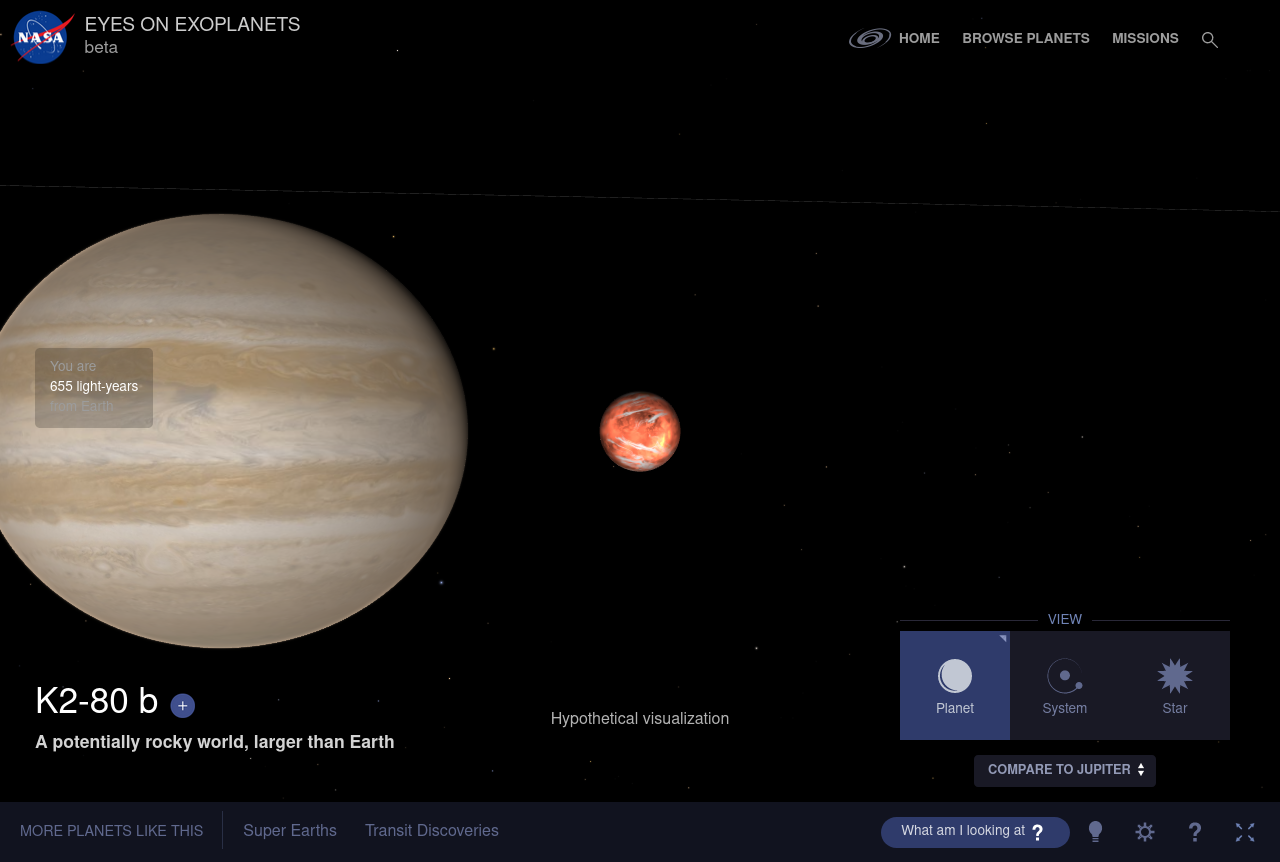 NASA
EYES ON EXOPLANETS
beta
HOME
BROWSE PLANETS
MISSIONS
You are
655 light-years
from Earth
K2-80 b
+
A potentially rocky world, larger than Earth
Hypothetical visualization
VIEW
Planet
System
Star
COMPARE TO JUPITER
MORE PLANETS LIKE THIS
Super Earths
Transit Discoveries
What am I looking at ?
?